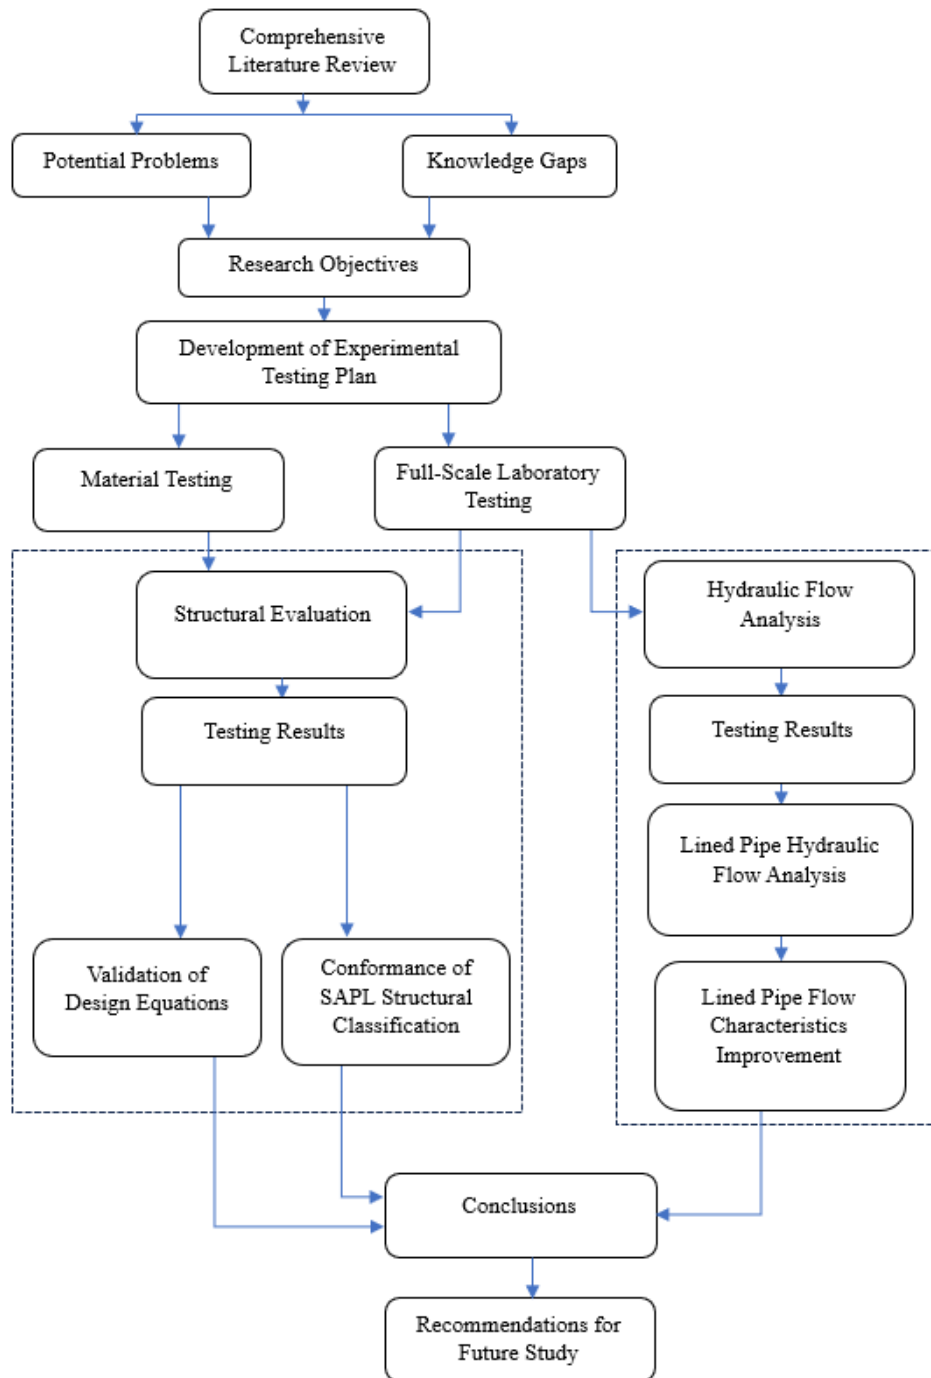 Comprehensive
Literature Review
Potential Problems
Knowledge Gaps
Research Objectives
Development of Experimental
Testing Plan
Material Testing
Full-Scale Laboratory
Testing
Structural Evaluation
Hydraulic Flow
Analysis
Testing Results
Testing Results
Lined Pipe Hydraulic
Flow Analysis
Validation of
Design Equations
Conformance of
SAPL Structural
Classification
Lined Pipe Flow
Characteristics
Improvement
Conclusions
Recommendations for
Future Study